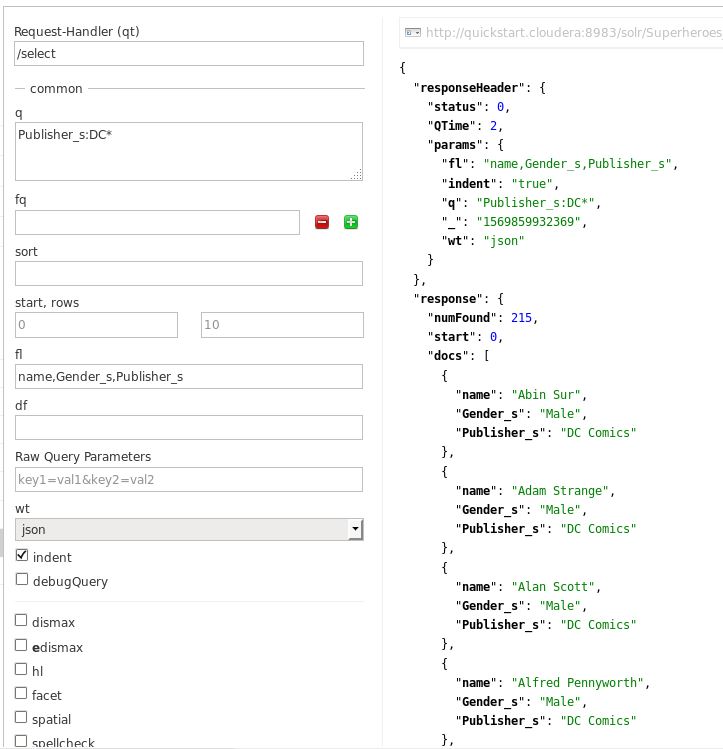 Request-Handler (qt)
/select
common
q
Publisher_s:DC*
fq
sort
start, rows
0
10
fl
name,Gender_s,Publisher_s
df
Raw Query Parameters
key1=val1&key2=val2
wt
json
indent
debugQuery
dismax
edismax
hl
facet
spatial
spellcheck
http://quickstart.cloudera:8983/solr/Superheroes
{
"responseHeader": {
"status": 0,
"QTime": 2,
"params": {
"fl": "name,Gender_s,Publisher_s",
"indent": "true",
"q": "Publisher_s:DC*",
"_": "1569859932369",
"wt": "json"
}
},
"response": {
"numFound": 215,
"start": 0,
"docs": [
{
"name": "Abin Sur",
"Gender_s": "Male",
"Publisher_s": "DC Comics"
},
{
"name": "Adam Strange",
"Gender_s": "Male",
"Publisher_s": "DC Comics"
},
{
"name": "Alan Scott",
"Gender_s": "Male",
"Publisher_s": "DC Comics"
},
{
"name": "Alfred Pennyworth",
"Gender_s": "Male",
"Publisher_s": "DC Comics"
},